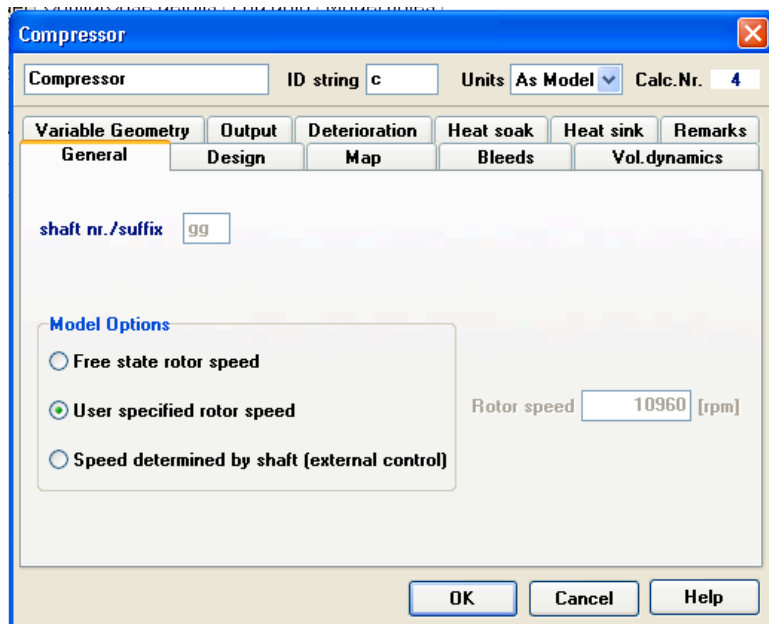 Compressor
Compressor ID string c Units As Model Calc.Nr. 4
Variable Geometry Output Deterioration Heat soak Heat sink Remarks
General Design Map Bleeds Vol.dynamics
shaft nr./suffix gg
Model Options
Free state rotor speed
User specified rotor speed Rotor speed 10960 [rpm]
Speed determined by shaft (external control)
OK Cancel Help